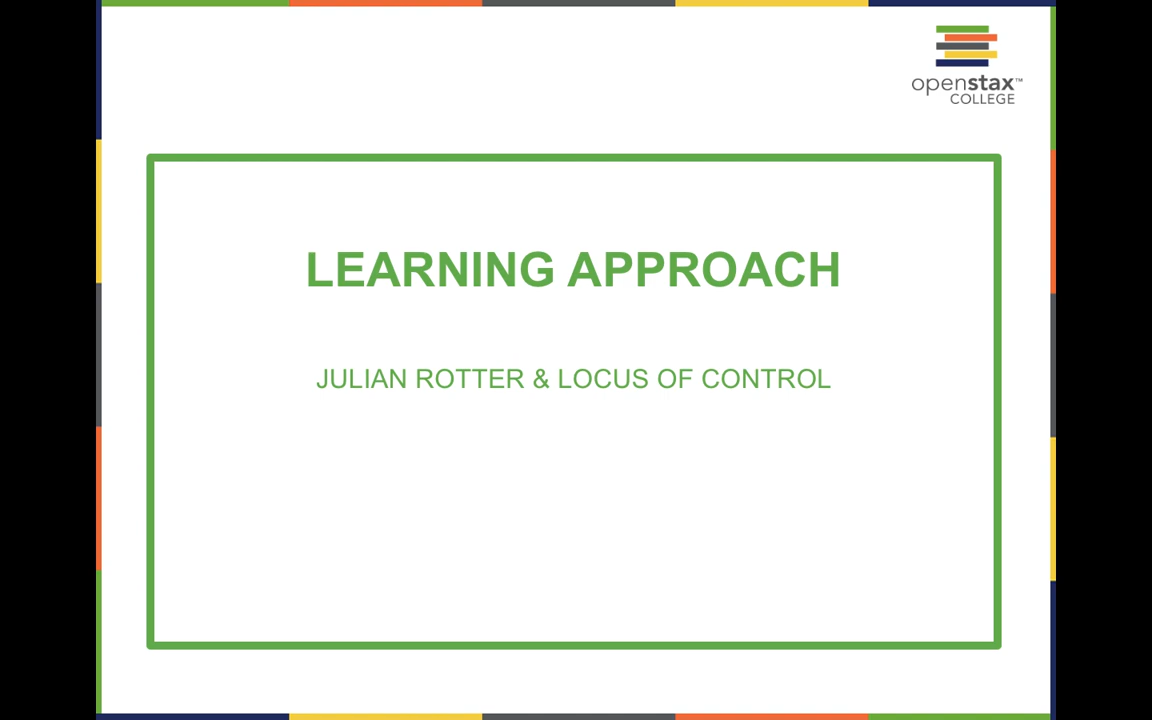 openstax™
COLLEGE
LEARNING APPROACH
JULIAN ROTTER & LOCUS OF CONTROL